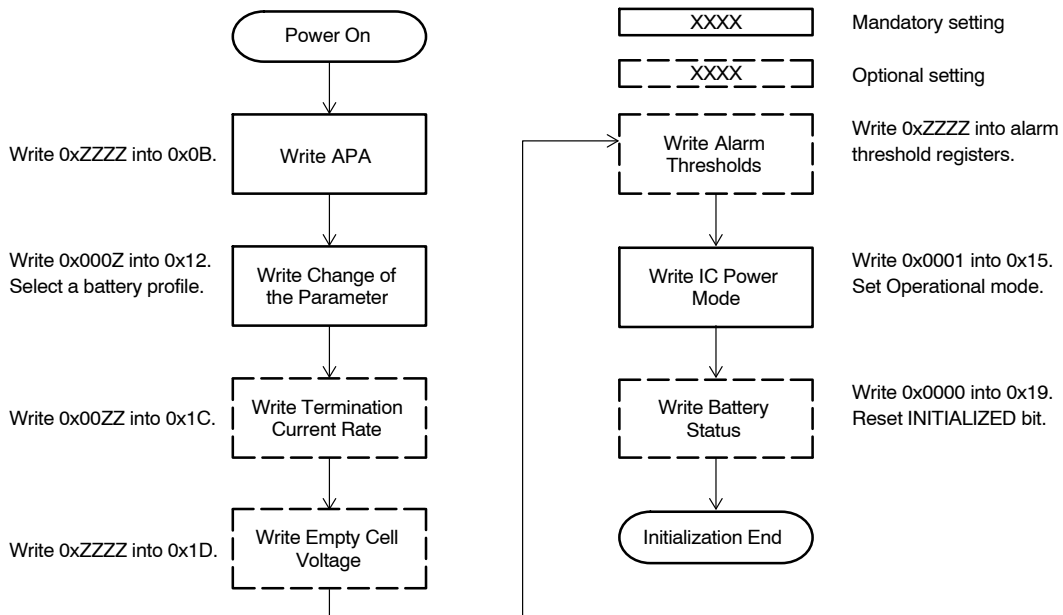 Power On
Write 0xZZZZ into 0x0B.
Write APA
Write 0x000Z into 0x12.
Select a battery profile.
Write Change of
the Parameter
Write 0x00ZZ into 0x1C.
Write Termination
Current Rate
Write 0xZZZZ into 0x1D.
Write Empty Cell
Voltage
XXXX
Mandatory setting
XXXX
Optional setting
Write Alarm
Thresholds
Write 0xZZZZ into alarm
threshold registers.
Write IC Power
Mode
Write 0x0001 into 0x15.
Set Operational mode.
Write Battery
Status
Write 0x0000 into 0x19.
Reset INITIALIZED bit.
Initialization End